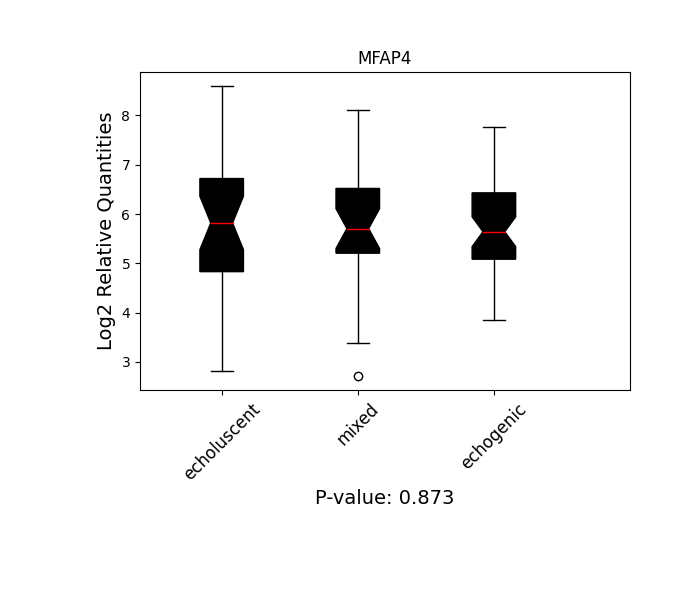 MFAP4
Log2 Relative Quantities
8
7
6
5
4
3
echoluscent
mixed
echogenic
P-value: 0.873